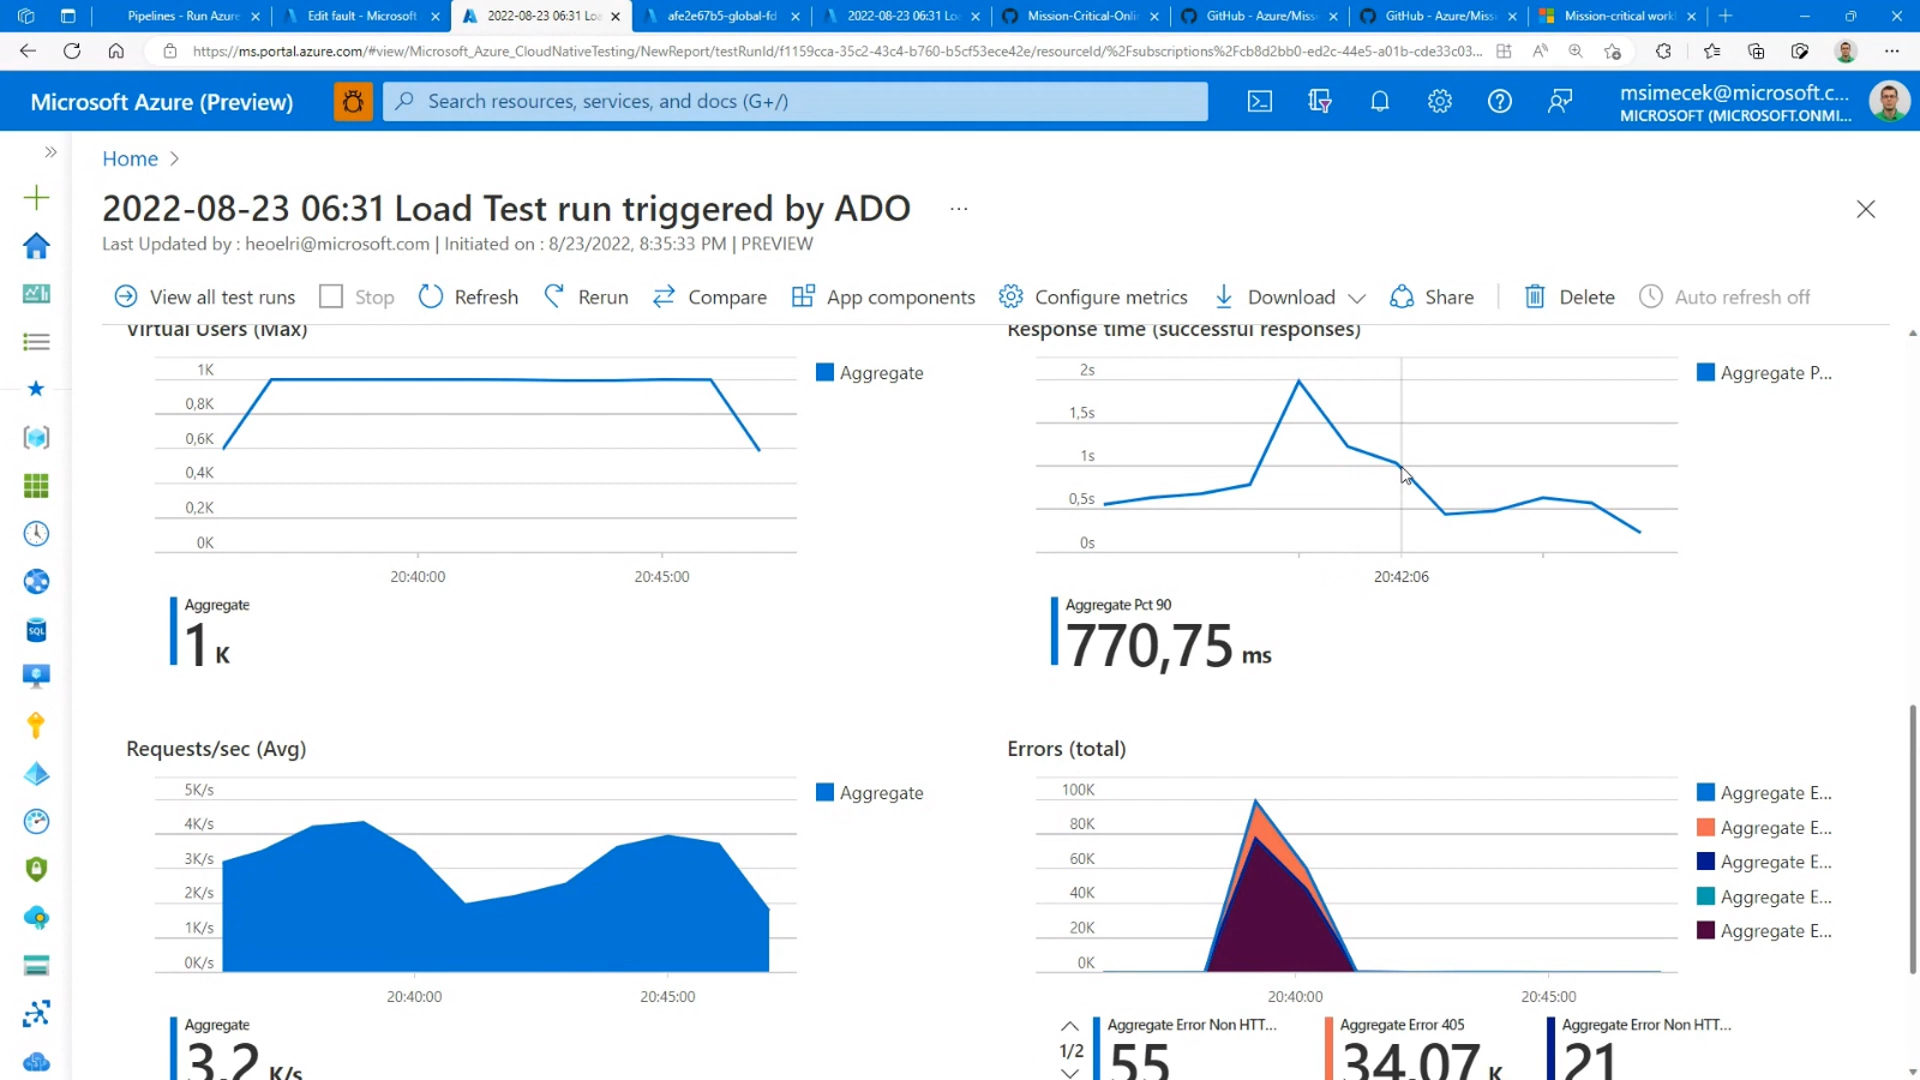 Pipelines - Run Azure
Edit fault - Microsoft
2022-08-23 06:31 Loa
afe2e67b5-global-fd
2022-08-23 06:31 Loa
Mission-Critical-Onlin
GitHub - Azure/Missi
GitHub - Azure/Missi
Mission-critical workl
https://ms.portal.azure.com/#view/Microsoft_Azure_CloudNativeTesting/NewReport/testRunId/f1159cca-35c2-43c4-b760-b5cf53ece42e/resourceId/%2Fsubscriptions%2Fcb8d2bb0-ed2c-44e5-a01b-cde33c03...
Microsoft Azure (Preview)
Search resources, services, and docs (G+/)
msimecek@microsoft.c...
MICROSOFT (MICROSOFT.ONMI...
Home
2022-08-23 06:31 Load Test run triggered by ADO
...
Last Updated by : heoelri@microsoft.com | Initiated on : 8/23/2022, 8:35:33 PM | PREVIEW
View all test runs
Stop
Refresh
Rerun
Compare
App components
Configure metrics
Download
Share
Delete
Auto refresh off
Virtual Users (Max)
1K
0,8K
0,6K
0,4K
0,2K
0K
20:40:00
20:45:00
Aggregate
Aggregate
1 K
Response time (successful responses)
2s
1,5s
1s
0,5s
0s
20:42:06
Aggregate P...
Aggregate Pct 90
770,75 ms
Requests/sec (Avg)
5K/s
4K/s
3K/s
2K/s
1K/s
0K/s
20:40:00
20:45:00
Aggregate
Aggregate
3,2 K/s
Errors (total)
100K
80K
60K
40K
20K
0K
20:40:00
20:45:00
Aggregate E...
Aggregate E...
Aggregate E...
Aggregate E...
Aggregate E...
1/2
Aggregate Error Non HTT...
55
Aggregate Error 405
34,07 K
Aggregate Error Non HTT...
21
SQL